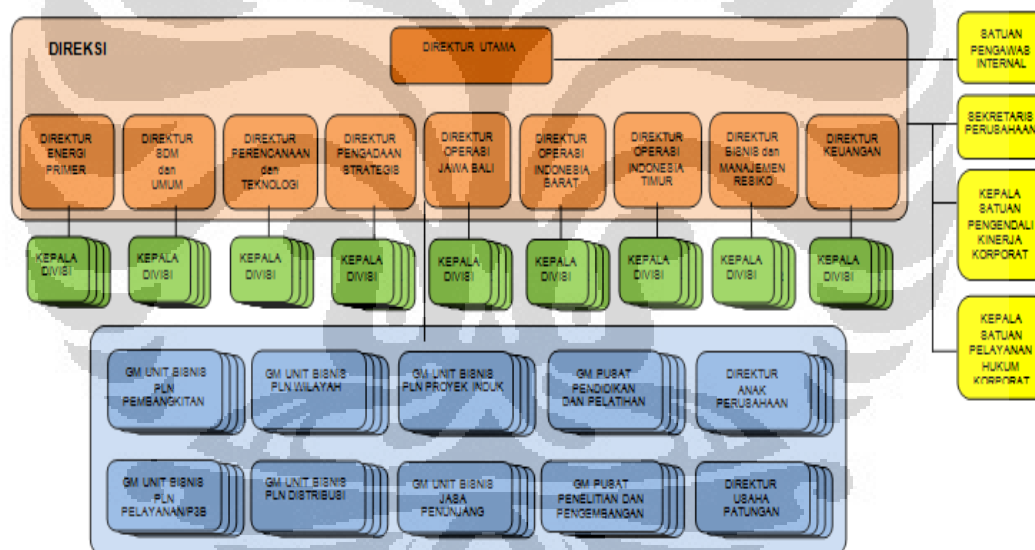 DIREKSI
DIREKTUR UTAMA
SATUAN
PENGAWAS
INTERNAL
SEKRETARIS
PERUSAHAAN
KEPALA
SATUAN
PENGENDALI
KINERJA
KORPORAT
KEPALA
SATUAN
PELAYANAN
HUKUM
KORPORAT
DIREKTUR
ENERGI
PRIMER
DIREKTUR
SDM
dan
UMUM
DIREKTUR
PERENCANAAN
dan
TEKNOLOGI
DIREKTUR
PENGADAAN
STRATEGIS
DIREKTUR
OPERASI
JAWA BALI
DIREKTUR
OPERASI
INDONESIA
BARAT
DIREKTUR
OPERASI
INDONESIA
TIMUR
DIREKTUR
BISNIS dan
MANAJEMEN
RESIKO
DIREKTUR
KEUANGAN
KEPALA
DIVISI
KEPALA
DIVISI
KEPALA
DIVISI
KEPALA
DIVISI
KEPALA
DIVISI
KEPALA
DIVISI
KEPALA
DIVISI
KEPALA
DIVISI
KEPALA
DIVISI
GM UNIT BISNIS
PLN
PEMBANGKITAN
GM UNIT BISNIS
PLN WILAYAH
GM UNIT BISNIS
PLN PROYEK INDUK
GM PUSAT
PENDIDIKAN
DAN PELATIHAN
DIREKTUR
ANAK
PERUSAHAAN
GM UNIT BISNIS
PLN
PELAYANAN/P3B
GM UNIT BISNIS
PLN DISTRIBUSI
GM UNIT BISNIS
JASA
PENUNJANG
GM PUSAT
PENELITIAN DAN
PENGEMBANGAN
DIREKTUR
USAHA
PATUNGAN